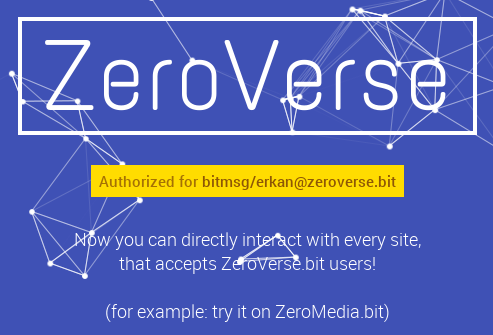 ZeroVerse
Authorized for bitmsg/erkan@zeroverse.bit
Now you can directly interact with every site,
that accepts ZeroVerse.bit users!
(for example: try it on ZeroMedia.bit)